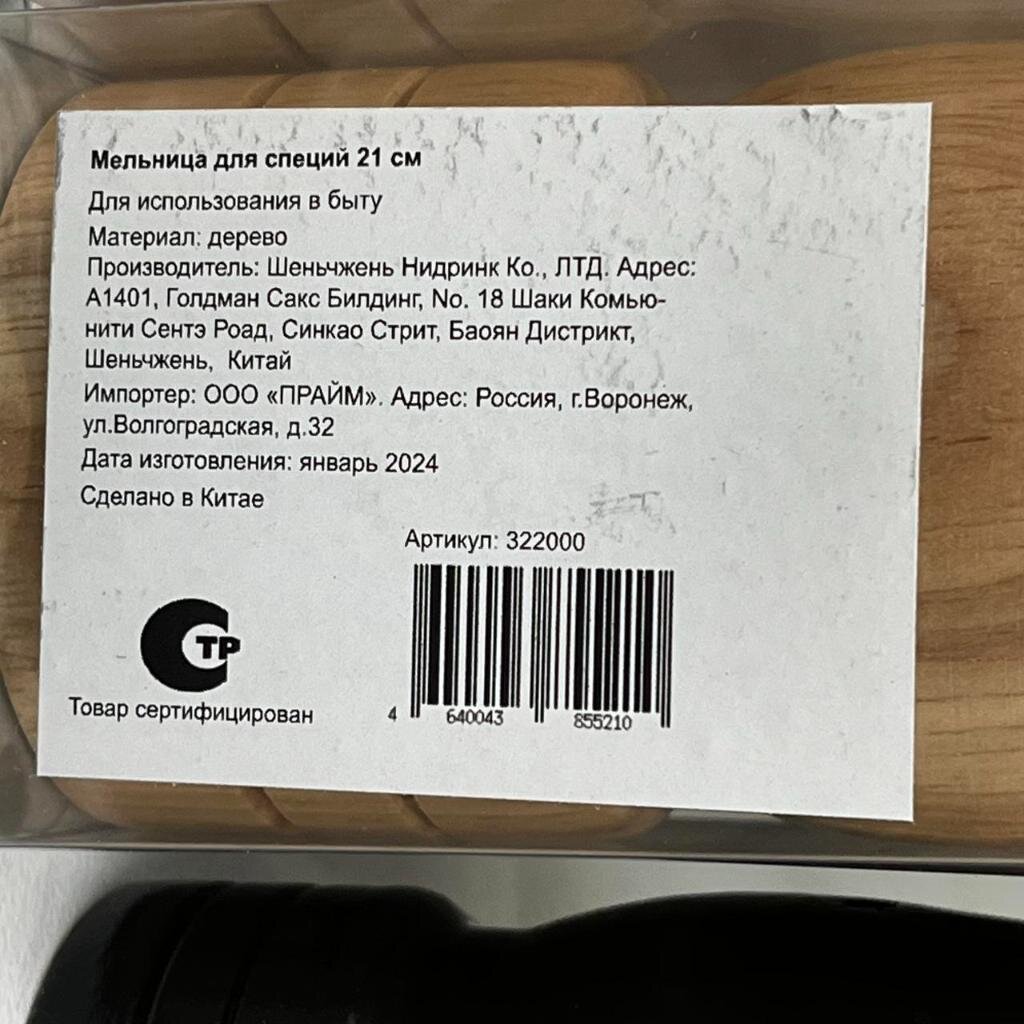 Мельница для специй 21 см
Для использования в быту
Материал: дерево
Производитель: Шеньчжень Нидринк Ко., ЛТД. Адрес:
А1401, Голдман Сакс Билдинг, No. 18 Шаки Комью-
нити Сентэ Роад, Синкао Стрит, Баоян Дистрикт,
Шеньчжень, Китай
Импортер: ООО «ПРАЙМ». Адрес: Россия, г.Воронеж,
ул.Волгоградская, д.32
Дата изготовления: январь 2024
Сделано в Китае
Артикул: 322000
СТР
Товар сертифицирован
4 640043 855210